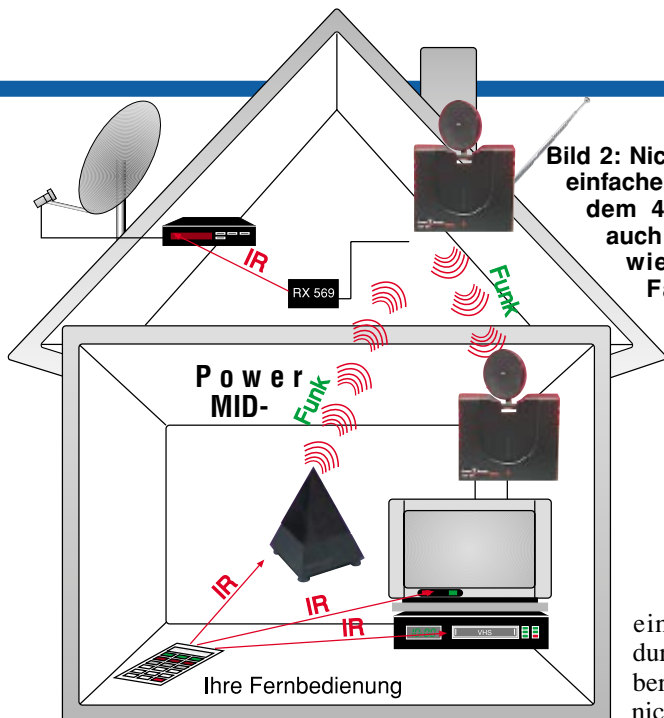 Bild 2: Nic
einfache
dem 4
auch
wie
Fa
IR
RX 569
Funk
Power
MID-
Funk
IR
IR
IR
VHS
Ihre Fernbedienung
ein
dur
ber
nic